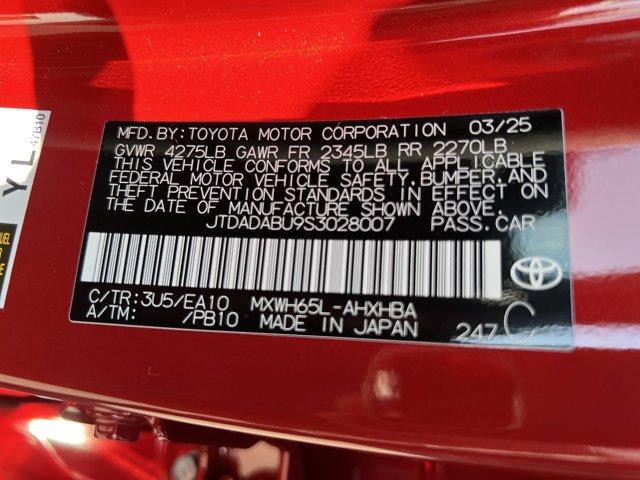 MFD. BY: TOYOTA MOTOR CORPORATION 03/25
GVWR 4275LB GAWR FR 2345LB RR 2270LB
THIS VEHICLE CONFORMS TO ALL APPLICABLE
FEDERAL MOTOR VEHICLE SAFETY, BUMPER, AND
THEFT PREVENTION STANDARDS IN EFFECT ON
THE DATE OF MANUFACTURE SHOWN ABOVE.
JTDADABU9S3028007 PASS. CAR
C/TR: 3U5/EA10 MXWH65L-AHXHBA
A/TM: /PB10 MADE IN JAPAN 247 C
YL 47B10